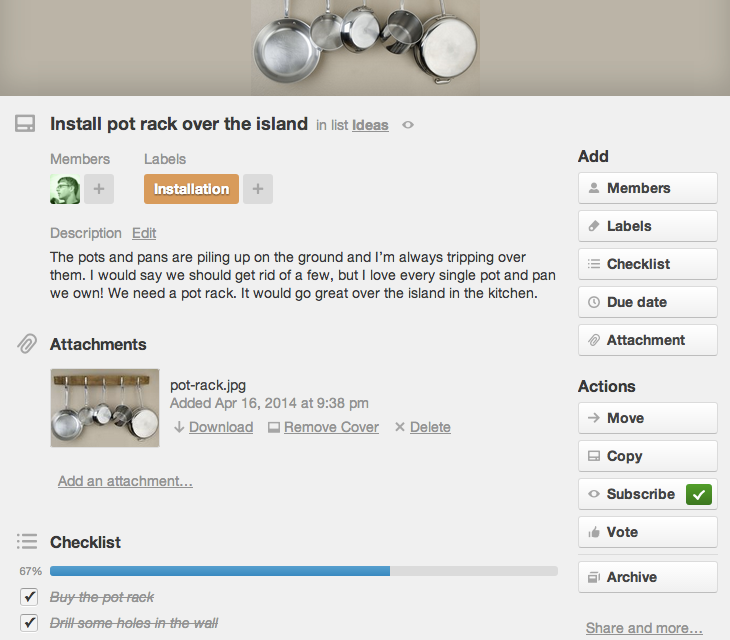 Install pot rack over the island in list Ideas
Members Labels
Installation
Description Edit
The pots and pans are piling up on the ground and I'm always tripping over
them. I would say we should get rid of a few, but I love every single pot and pan
we own! We need a pot rack. It would go great over the island in the kitchen.
Attachments
pot-rack.jpg
Added Apr 16, 2014 at 9:38 pm
Download Remove Cover Delete
Add an attachment…
Checklist
67%
Buy the pot rack
Drill some holes in the wall
Add
Members
Labels
Checklist
Due date
Attachment
Actions
Move
Copy
Subscribe
Vote
Archive
Share and more…